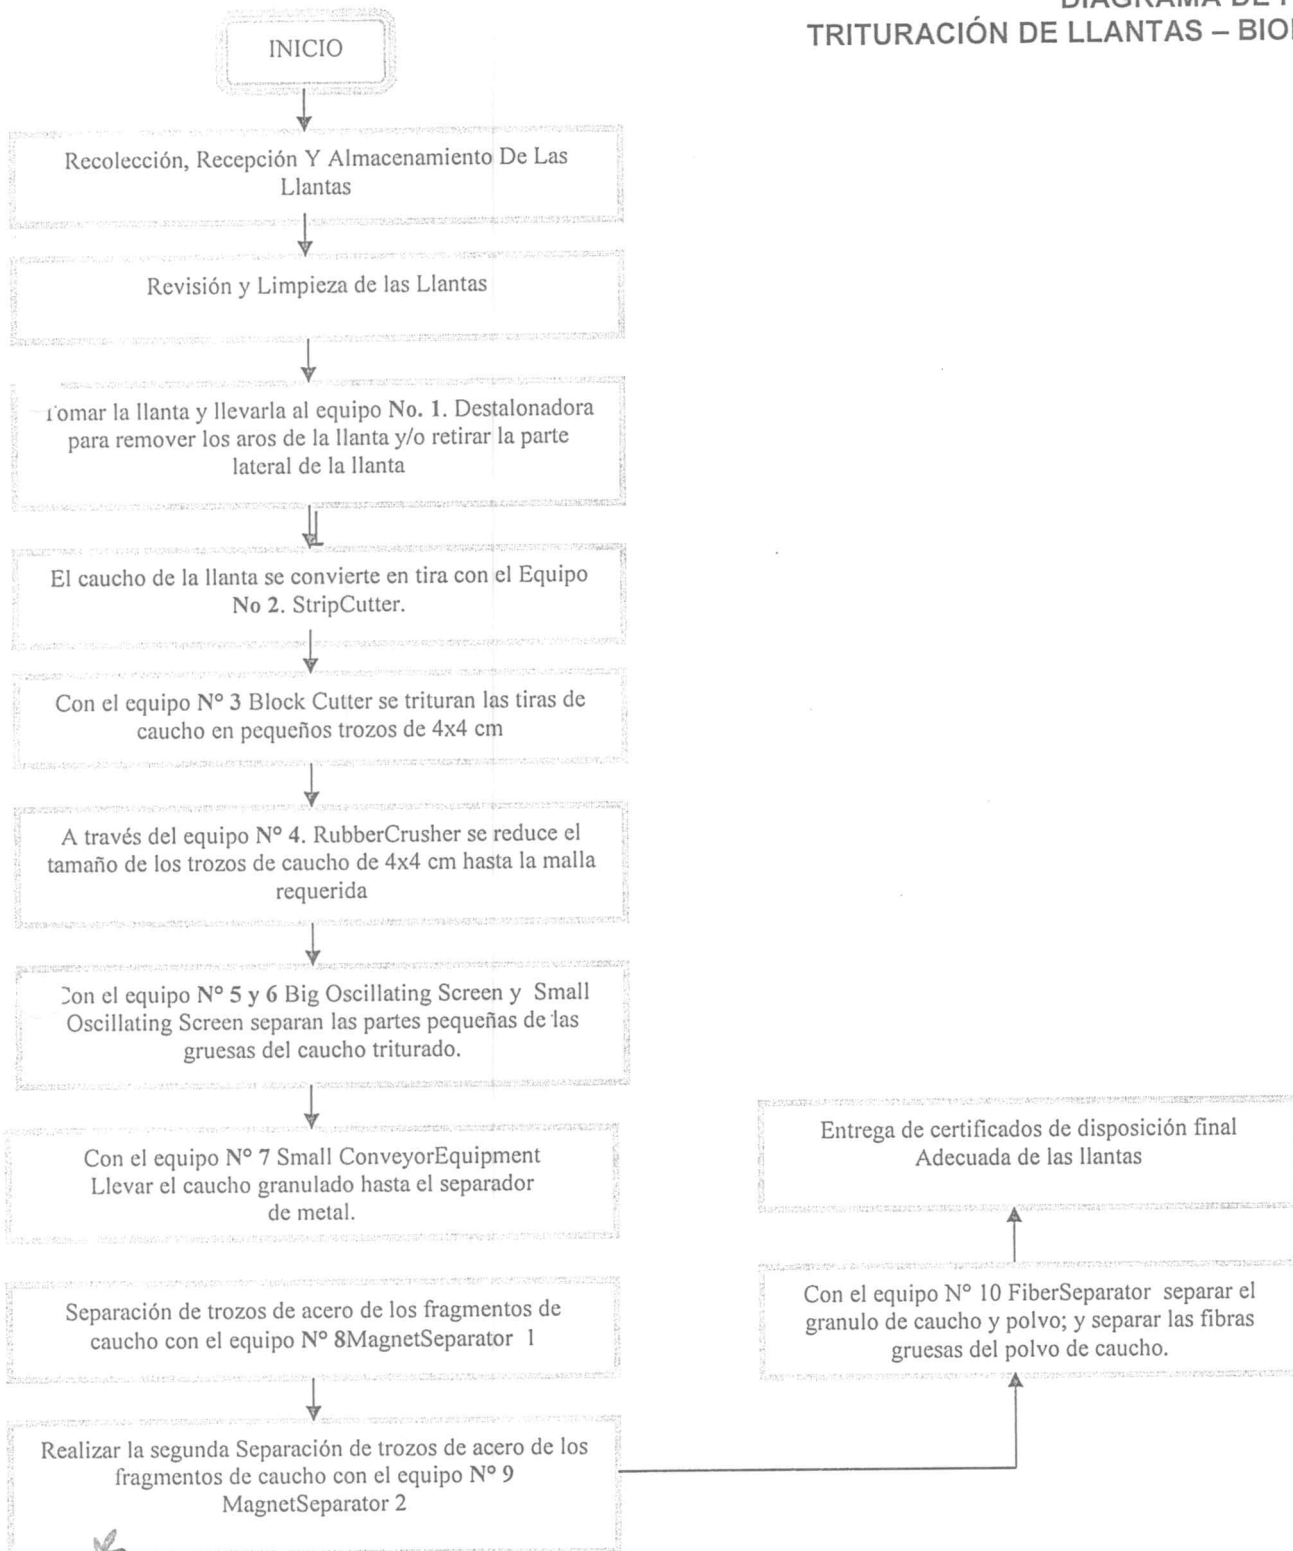 DIAGRAMA DE
TRITURACIÓN DE LLANTAS –
INICIO
Recolección, Recepción Y Almacenamiento De Las
Llantas
Revisión y Limpieza de las Llantas
Tomar la llanta y llevarla al equipo No. 1. Destalonadora
para remover los aros de la llanta y/o retirar la parte
lateral de la llanta
El caucho de la llanta se convierte en tira con el Equipo
No 2. StripCutter.
Con el equipo N° 3 Block Cutter se trituran las tiras de
caucho en pequeños trozos de 4x4 cm
A través del equipo N° 4. RubberCrusher se reduce el
tamaño de los trozos de caucho de 4x4 cm hasta la malla
requerida
Con el equipo N° 5 y 6 Big Oscillating Screen y Small
Oscillating Screen separan las partes pequeñas de las
gruesas del caucho triturado.
Con el equipo N° 7 Small ConveyorEquipment
Llevar el caucho granulado hasta el separador
de metal.
Separación de trozos de acero de los fragmentos de
caucho con el equipo N° 8MagnetSeparator 1
Realizar la segunda Separación de trozos de acero de los
fragmentos de caucho con el equipo N° 9
MagnetSeparator 2
Con el equipo N° 10 FiberSeparator separar el
granulo de caucho y polvo; y separar las fibras
gruesas del polvo de caucho.
Entrega de certificados de disposición final
Adecuada de las llantas